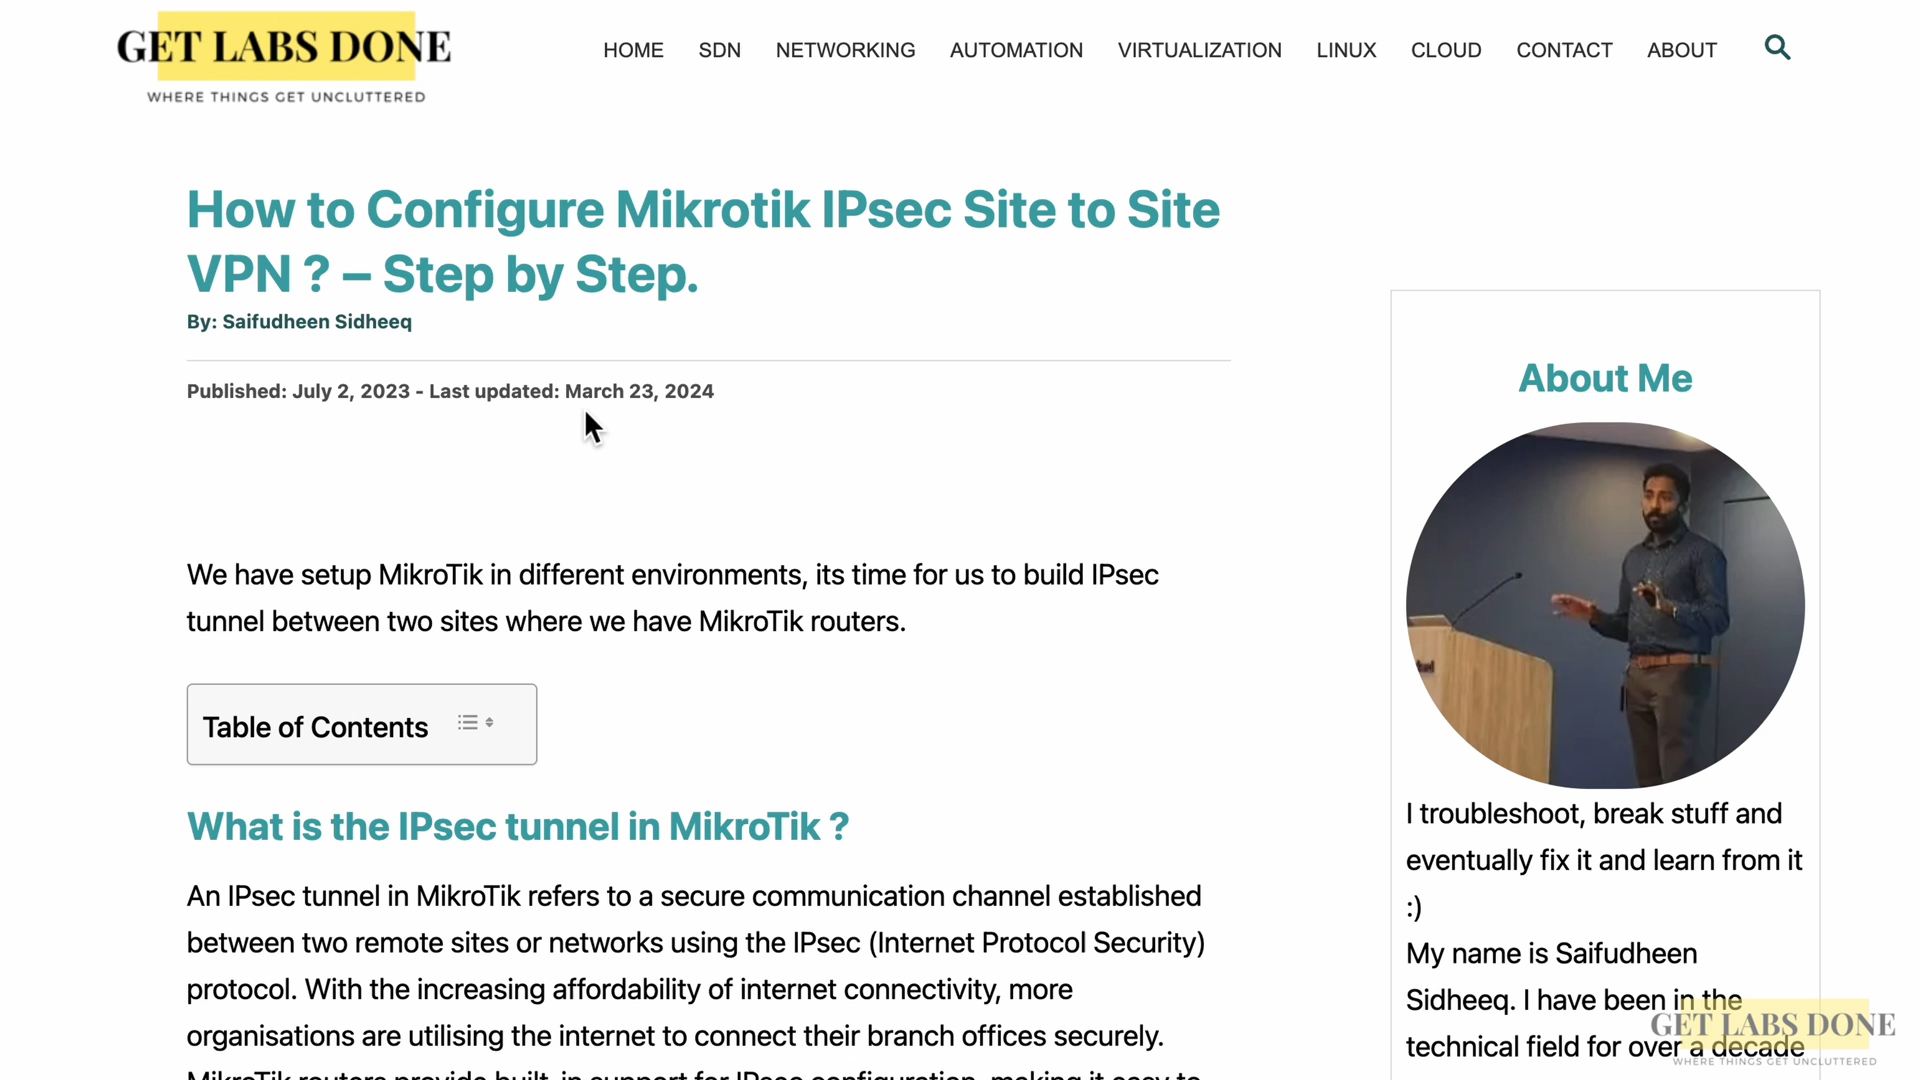 GET LABS DONE
WHERE THINGS GET UNCLUTTERED
HOME SDN NETWORKING AUTOMATION VIRTUALIZATION LINUX CLOUD CONTACT ABOUT
How to Configure Mikrotik IPsec Site to Site
VPN ? – Step by Step.
By: Saifudheen Sidheeq
Published: July 2, 2023 - Last updated: March 23, 2024
We have setup MikroTik in different environments, its time for us to build IPsec
tunnel between two sites where we have MikroTik routers.
Table of Contents
What is the IPsec tunnel in MikroTik ?
An IPsec tunnel in MikroTik refers to a secure communication channel established
between two remote sites or networks using the IPsec (Internet Protocol Security)
protocol. With the increasing affordability of internet connectivity, more
organisations are utilising the internet to connect their branch offices securely.
MikroTik routers provide built-in support for IPsec configuration, making it easy to
About Me
I troubleshoot, break stuff and
eventually fix it and learn from it
:)
My name is Saifudheen
Sidheeq. I have been in the
technical field for over a decade
GET LABS DONE
WHERE THINGS GET UNCLUTTERED